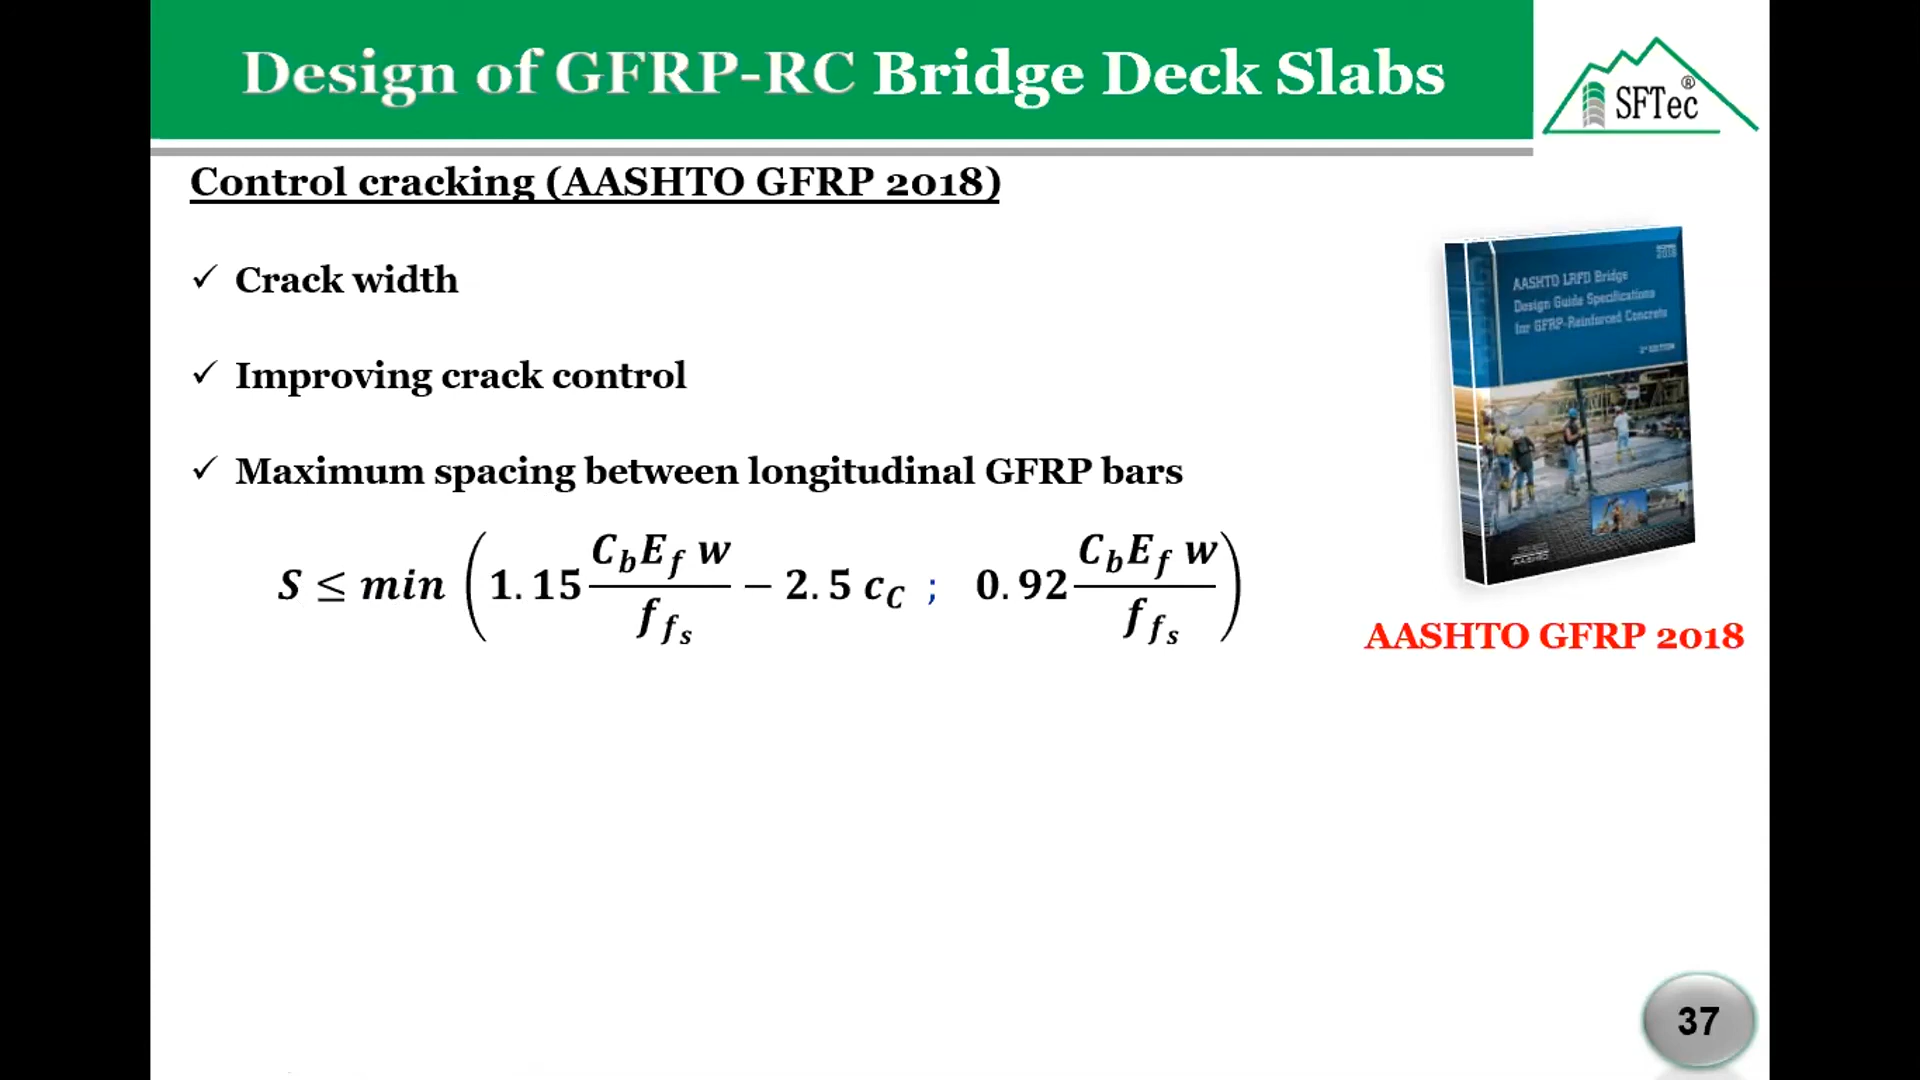 Design of GFRP-RC Bridge Deck Slabs
SFTec®
Control cracking (AASHTO GFRP 2018)
✓ Crack width
✓ Improving crack control
✓ Maximum spacing between longitudinal GFRP bars
S ≤ min (1.15 C_b E_f w / f_fs − 2.5 c_C ; 0.92 C_b E_f w / f_fs)
2018
AASHTO LRFD Bridge
Design Guide Specifications
for GFRP-Reinforced Concrete
AASHTO GFRP 2018
37